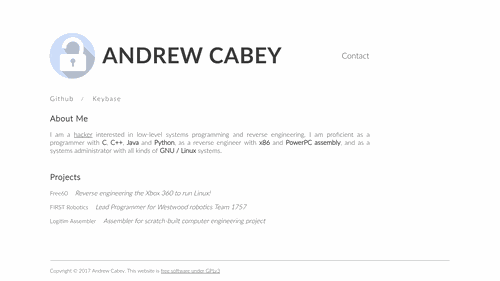 ANDREW CABEY
Contact
Github / Keybase
About Me
I am a hacker interested in low-level systems programming and reverse engineering. I am proficient as a
programmer with C, C++, Java and Python, as a reverse engineer with x86 and PowerPC assembly, and as a
systems administrator with all kinds of GNU / Linux systems.
Projects
Free60 Reverse engineering the Xbox 360 to run Linux!
FIRST Robotics Lead Programmer for Westwood robotics Team 1757
Logisim Assembler Assembler for scratch-built computer engineering project
Copyright © 2017 Andrew Cabey. This website is free software under GPLv3